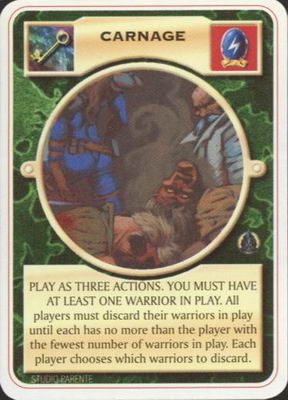 CARNAGE
PLAY AS THREE ACTIONS. YOU MUST HAVE
AT LEAST ONE WARRIOR IN PLAY. All
players must discard their warriors in play
until each has no more than the player with
the fewest number of warriors in play. Each
player chooses which warriors to discard.
STUDIO PARENTE